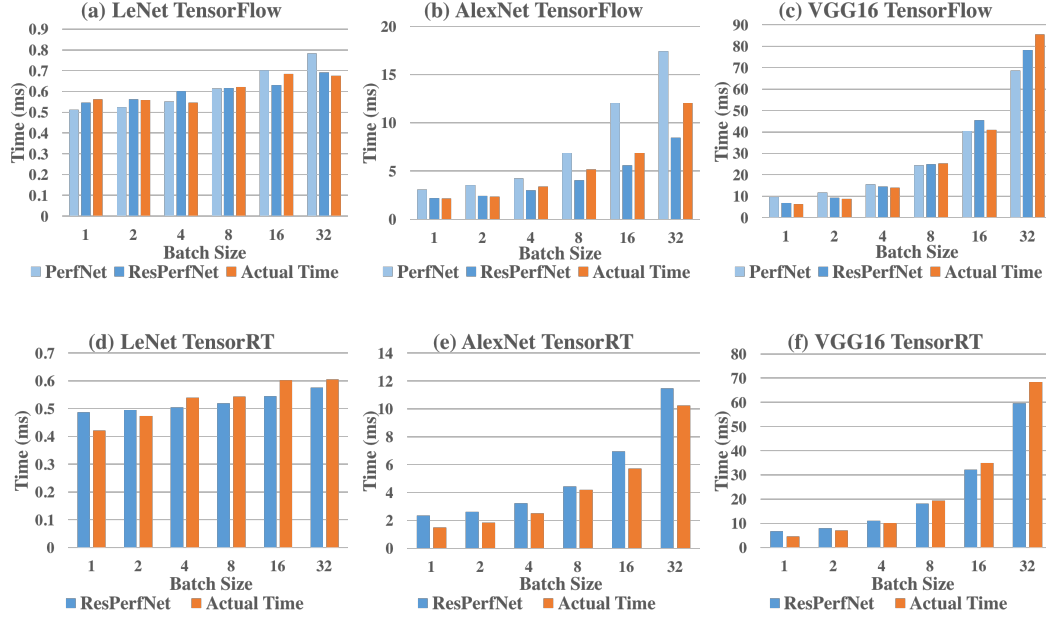 (a) LeNet TensorFlow
0.9
0.8
0.7
0.6
0.5
0.4
0.3
0.2
0.1
0
Time (ms)
1 2 4 8 16 32
Batch Size
PerfNet ResPerfNet Actual Time
(b) AlexNet TensorFlow
20
15
10
5
0
Time (ms)
1 2 4 8 16 32
Batch Size
PerfNet ResPerfNet Actual Time
(c) VGG16 TensorFlow
90
80
70
60
50
40
30
20
10
0
Time (ms)
1 2 4 8 16 32
Batch Size
PerfNet ResPerfNet Actual Time
(d) LeNet TensorRT
0.7
0.6
0.5
0.4
0.3
0.2
0.1
0
Time (ms)
1 2 4 8 16 32
Batch Size
ResPerfNet Actual Time
(e) AlexNet TensorRT
14
12
10
8
6
4
2
0
Time (ms)
1 2 4 8 16 32
Batch Size
ResPerfNet Actual Time
(f) VGG16 TensorRT
80
70
60
50
40
30
20
10
0
Time (ms)
1 2 4 8 16 32
Batch Size
ResPerfNet Actual Time